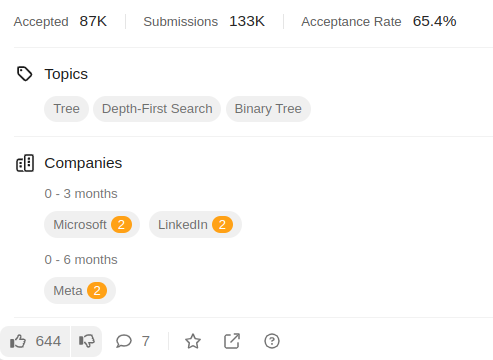 Accepted 87K Submissions 133K Acceptance Rate 65.4%
Topics
Tree Depth-First Search Binary Tree
Companies
0 - 3 months
Microsoft 2 LinkedIn 2
0 - 6 months
Meta 2
644 7